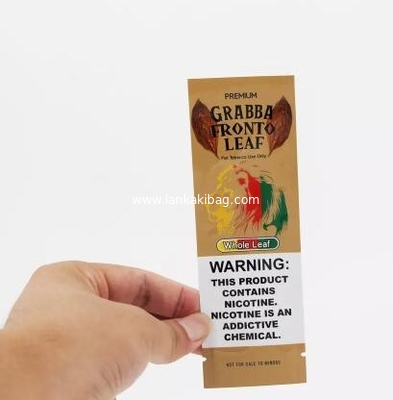 PREMIUM
GRABBA
FRONTO
LEAF
For Tobacco Use Only
www.lankakibag.com
Whole Leaf
WARNING:
THIS PRODUCT
CONTAINS
NICOTINE.
NICOTINE IS AN
ADDICTIVE
CHEMICAL.
NOT FOR SALE TO MINORS